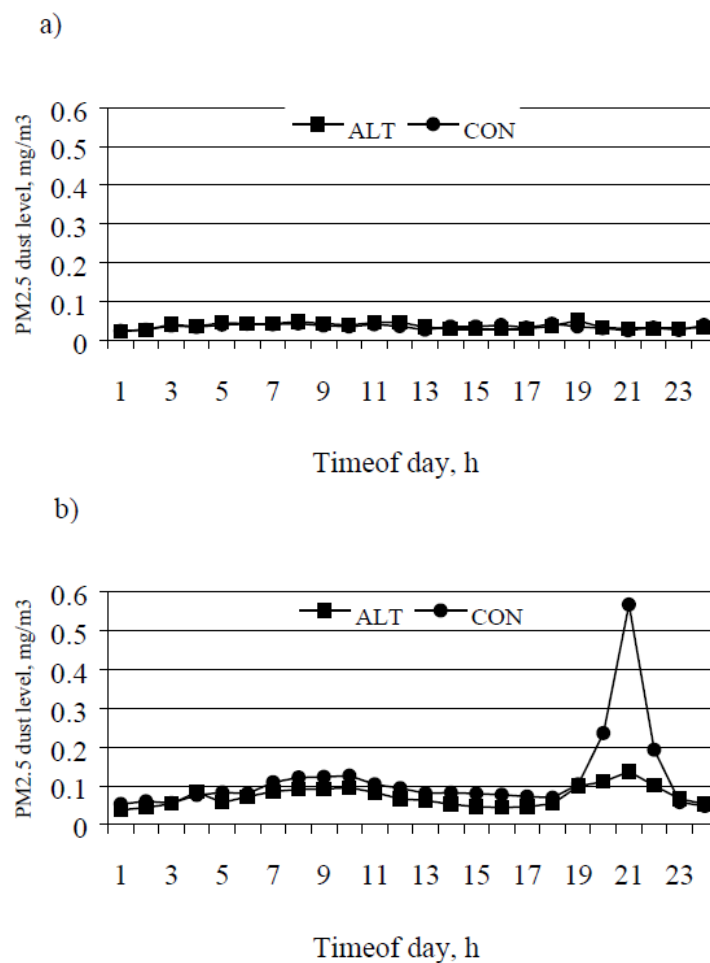 a)
PM2.5 dust level, mg/m3
0.6
0.5
0.4
0.3
0.2
0.1
0
ALT CON
1 3 5 7 9 11 13 15 17 19 21 23
Timeof day, h
b)
PM2.5 dust level, mg/m3
0.6
0.5
0.4
0.3
0.2
0.1
0
ALT CON
1 3 5 7 9 11 13 15 17 19 21 23
Timeof day, h